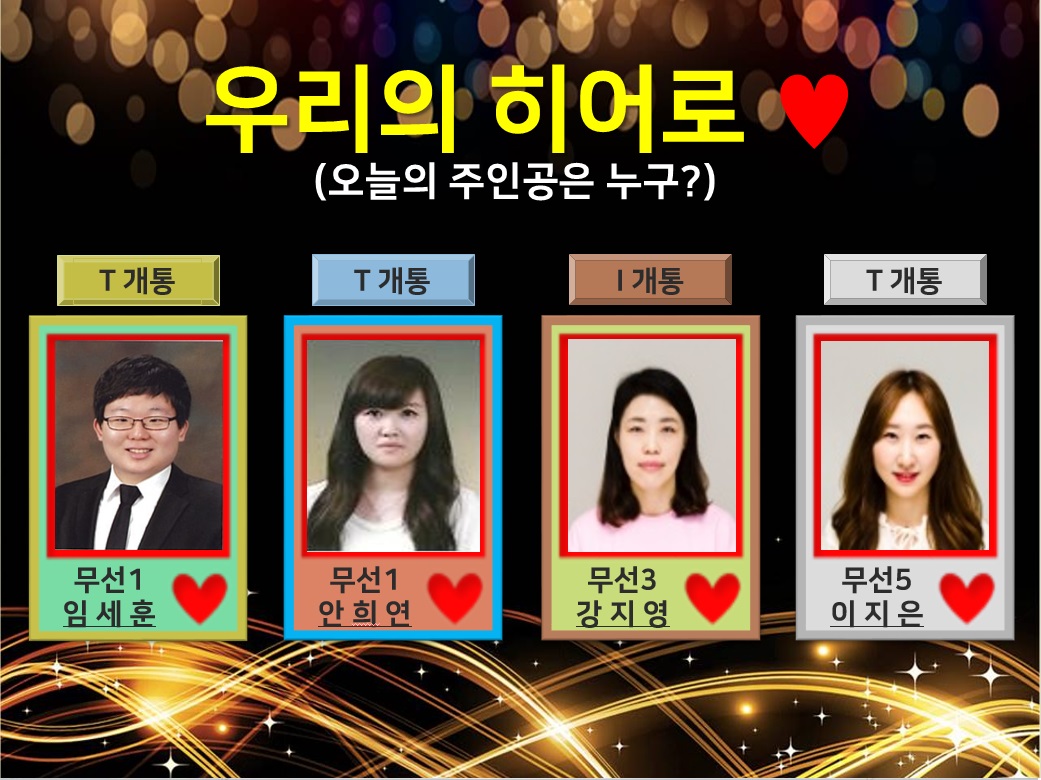 우리의 히어로 ♥
(오늘의 주인공은 누구?)
T 개통
T 개통
I 개통
T 개통
무선1
임 세 훈
무선1
안 희 연
무선3
강 지 영
무선5
이 지 은